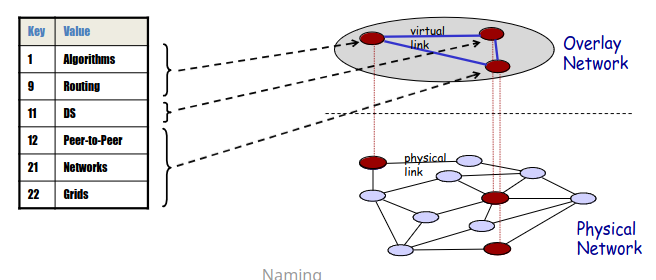 Key Value
1 Algorithms
9 Routing
11 DS
12 Peer-to-Peer
21 Networks
22 Grids
virtual
link
Overlay
Network
physical
link
Physical
Network
Naming